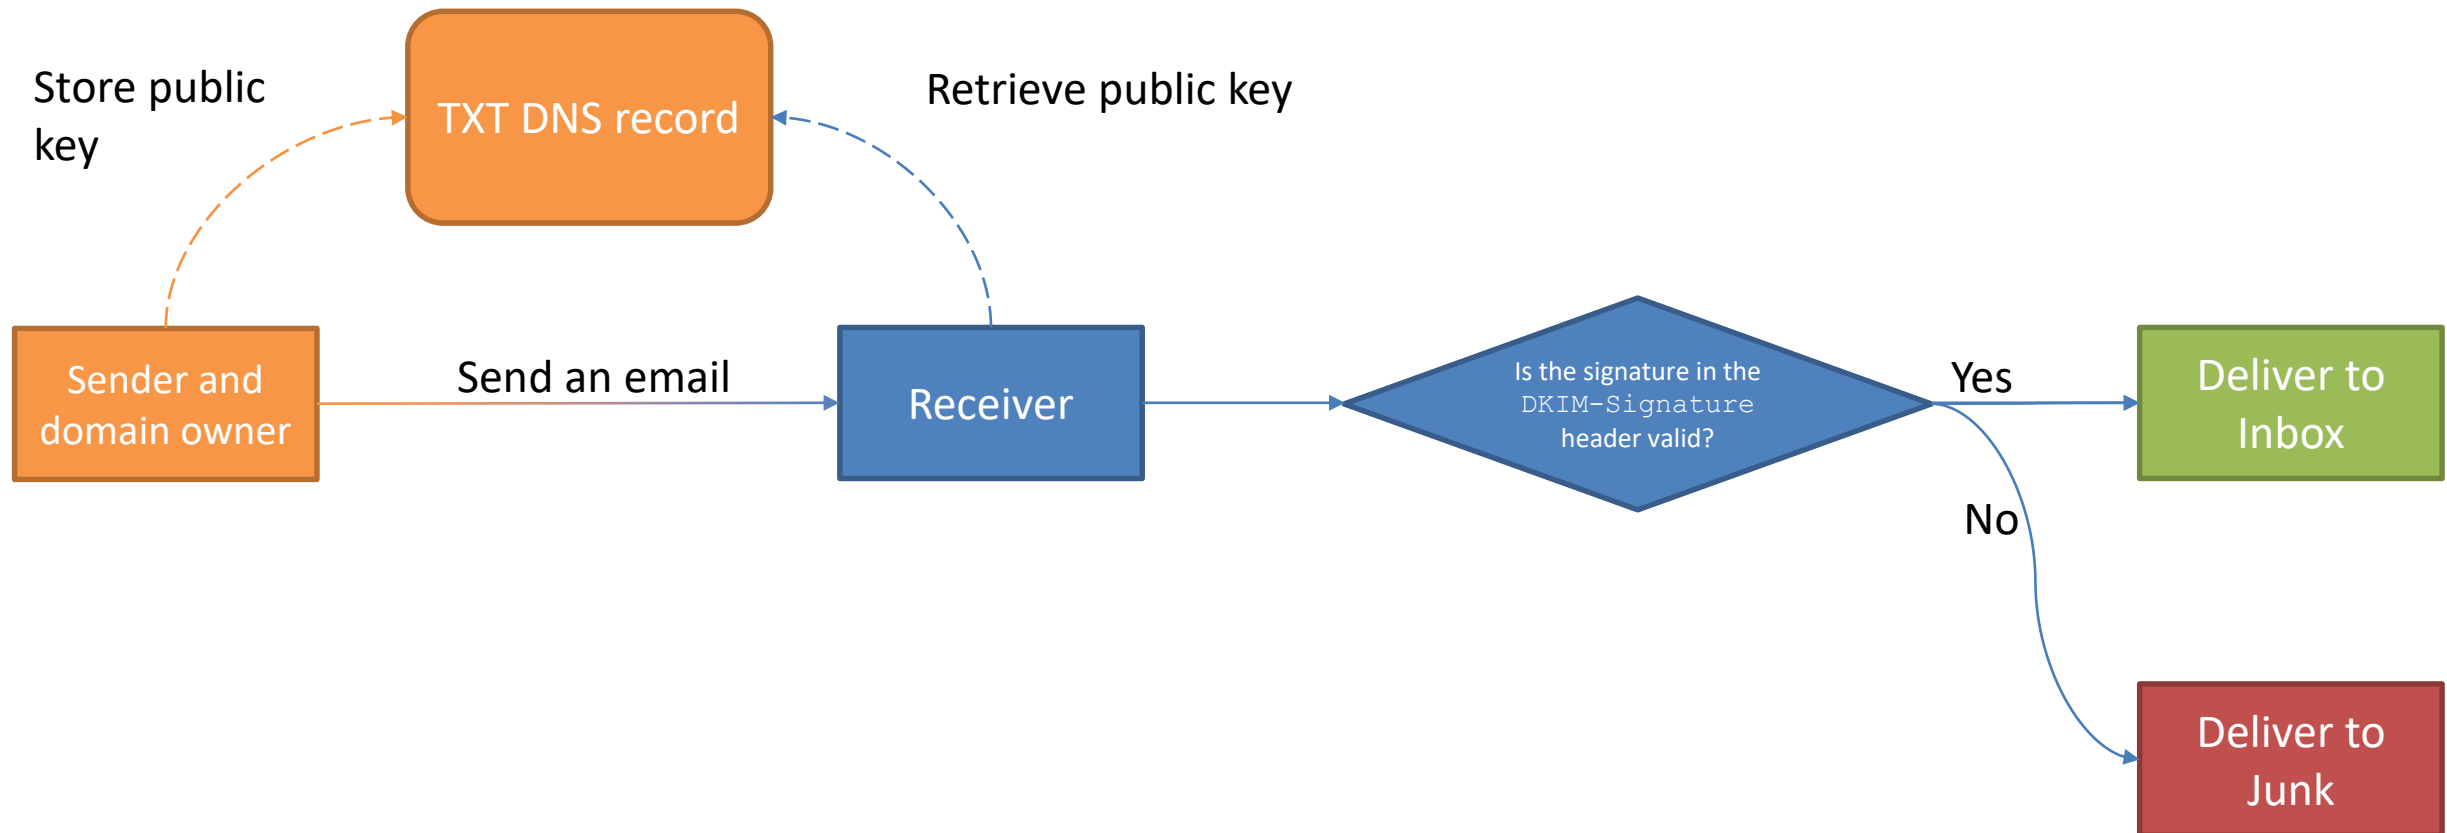 Store public
key
TXT DNS record
Retrieve public key
Sender and
domain owner
Send an email
Receiver
Is the signature in the
DKIM-Signature
header valid?
Yes
Deliver to
Inbox
No
Deliver to
Junk